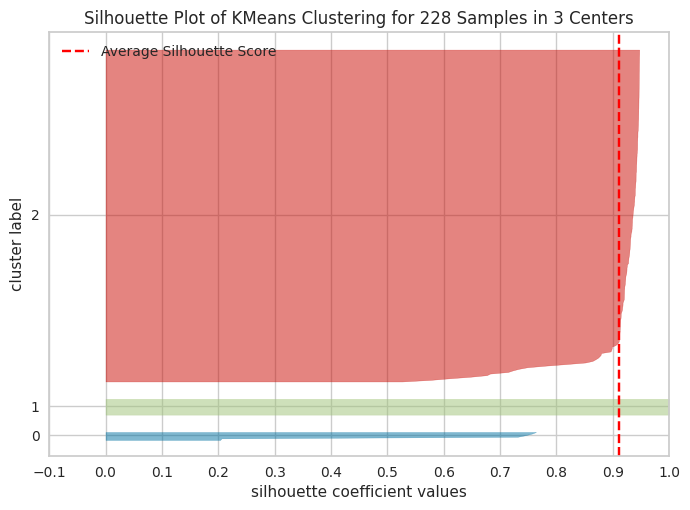 Silhouette Plot of KMeans Clustering for 228 Samples in 3 Centers
Average Silhouette Score
cluster label
2
1
0
-0.1 0.0 0.1 0.2 0.3 0.4 0.5 0.6 0.7 0.8 0.9 1.0
silhouette coefficient values